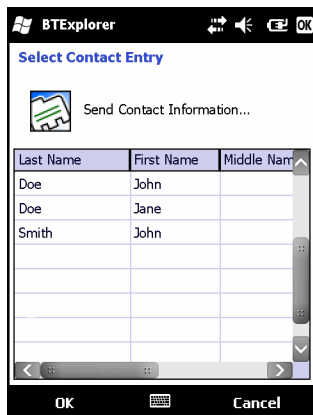 BTExplorer OK
Select Contact Entry
Send Contact Information...
Last Name First Name Middle Nam
Doe John
Doe Jane
Smith John
OK Cancel